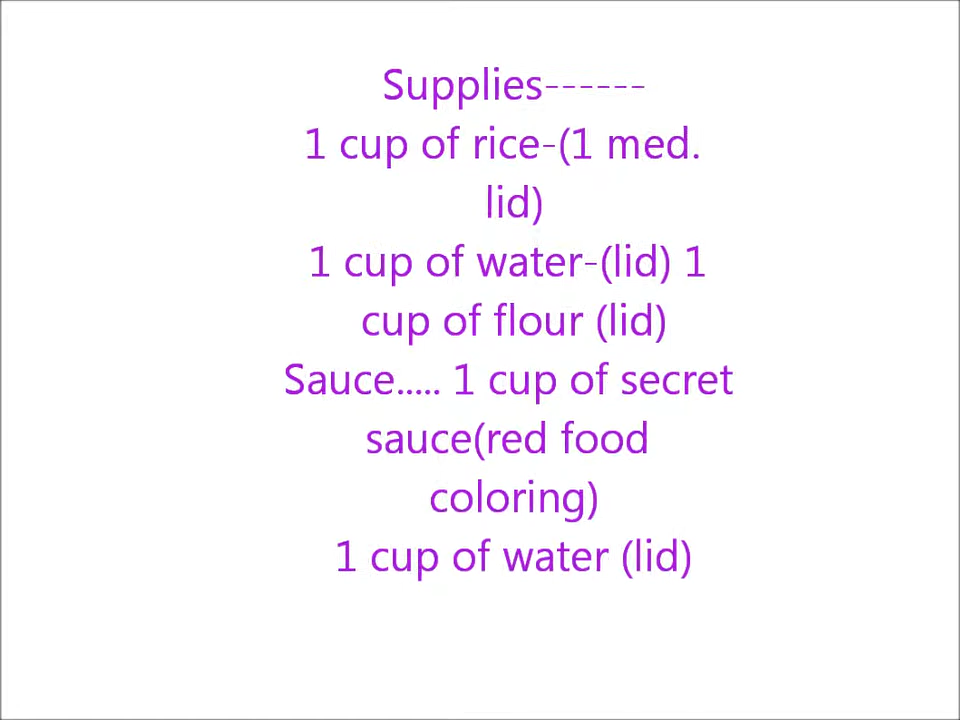 Supplies------
1 cup of rice-(1 med.
lid)
1 cup of water-(lid) 1
cup of flour (lid)
Sauce..... 1 cup of secret
sauce(red food
coloring)
1 cup of water (lid)